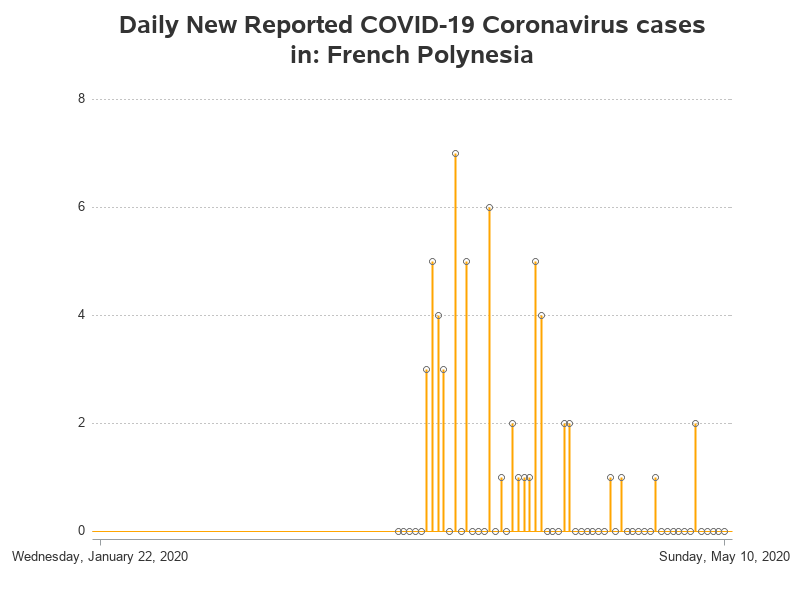 Daily New Reported COVID-19 Coronavirus cases
in: French Polynesia
8
6
4
2
0
Wednesday, January 22, 2020
Sunday, May 10, 2020